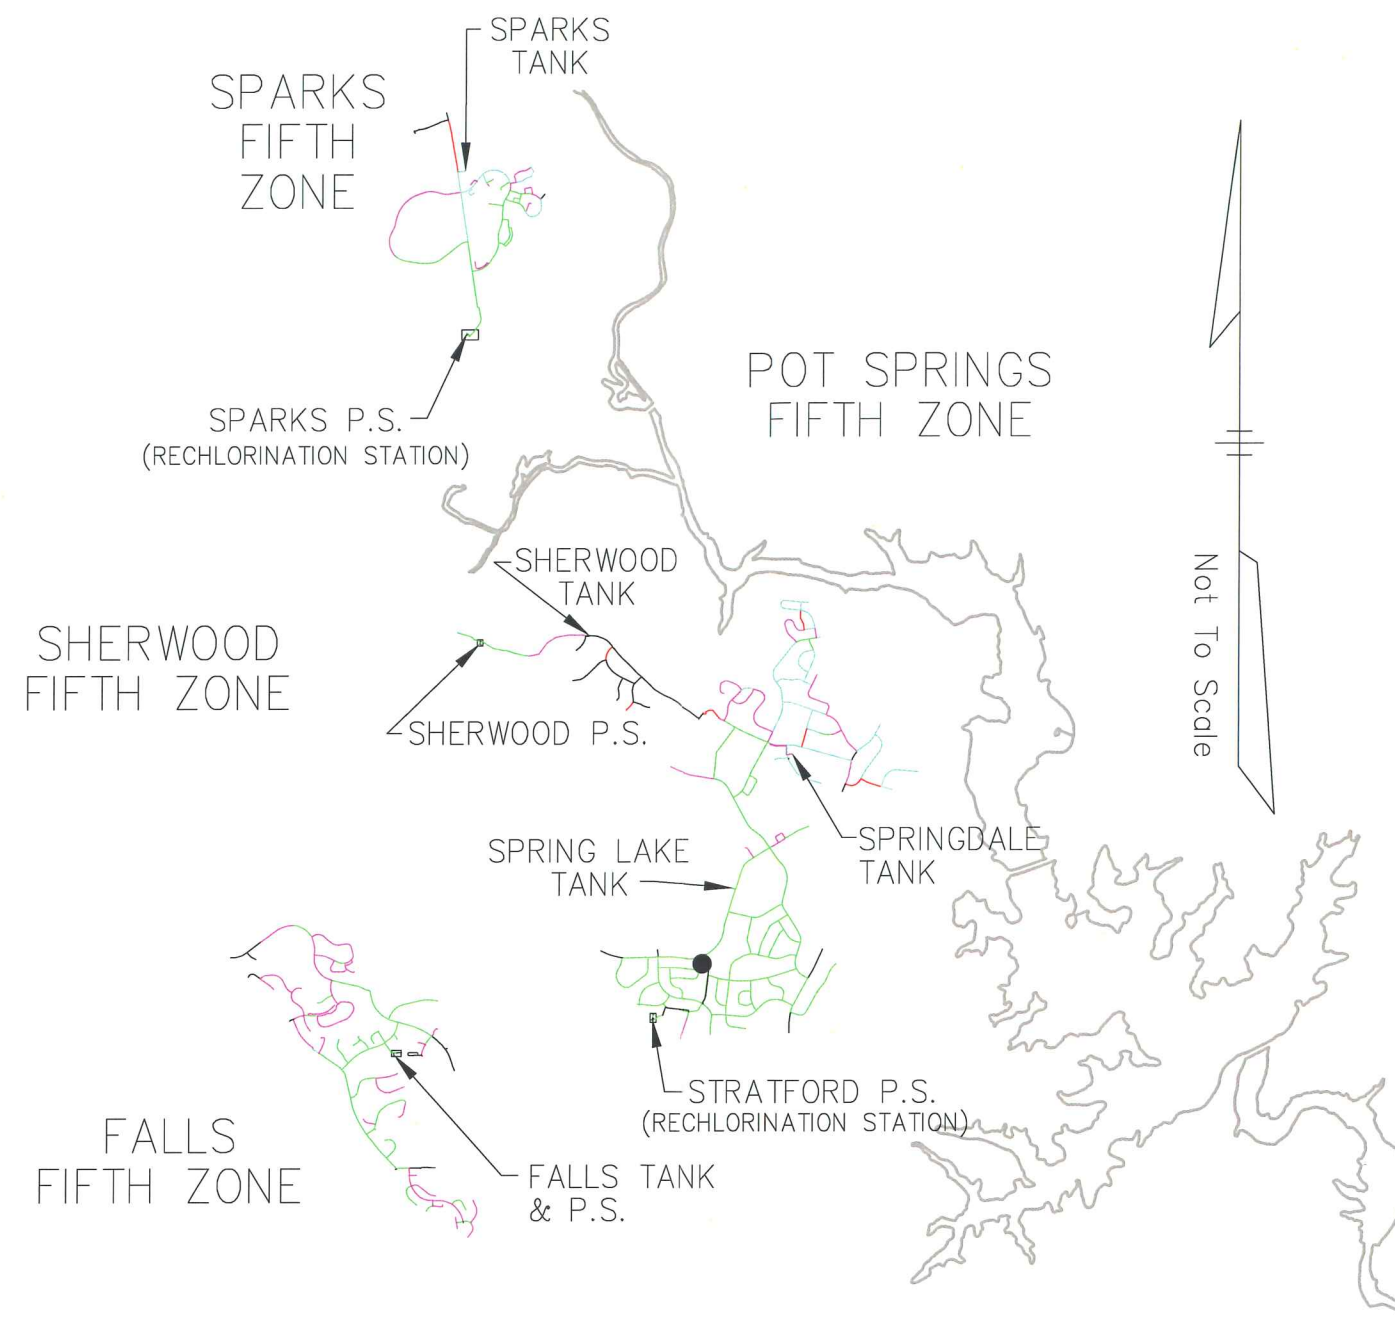 SPARKS
TANK
SPARKS
FIFTH
ZONE
SPARKS P.S.
(RECHLORINATION STATION)
POT SPRINGS
FIFTH ZONE
Not To Scale
SHERWOOD
TANK
SHERWOOD
FIFTH ZONE
SHERWOOD P.S.
SPRINGDALE
TANK
SPRING LAKE
TANK
STRATFORD P.S.
(RECHLORINATION STATION)
FALLS
FIFTH ZONE
FALLS TANK
& P.S.